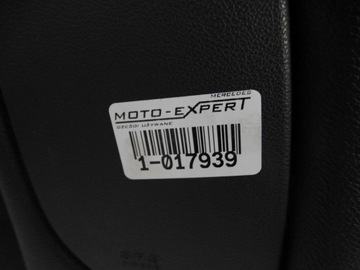 MERCEDES
MOTO-EXPERT
CZĘŚCI UŻYWANE
1-017939